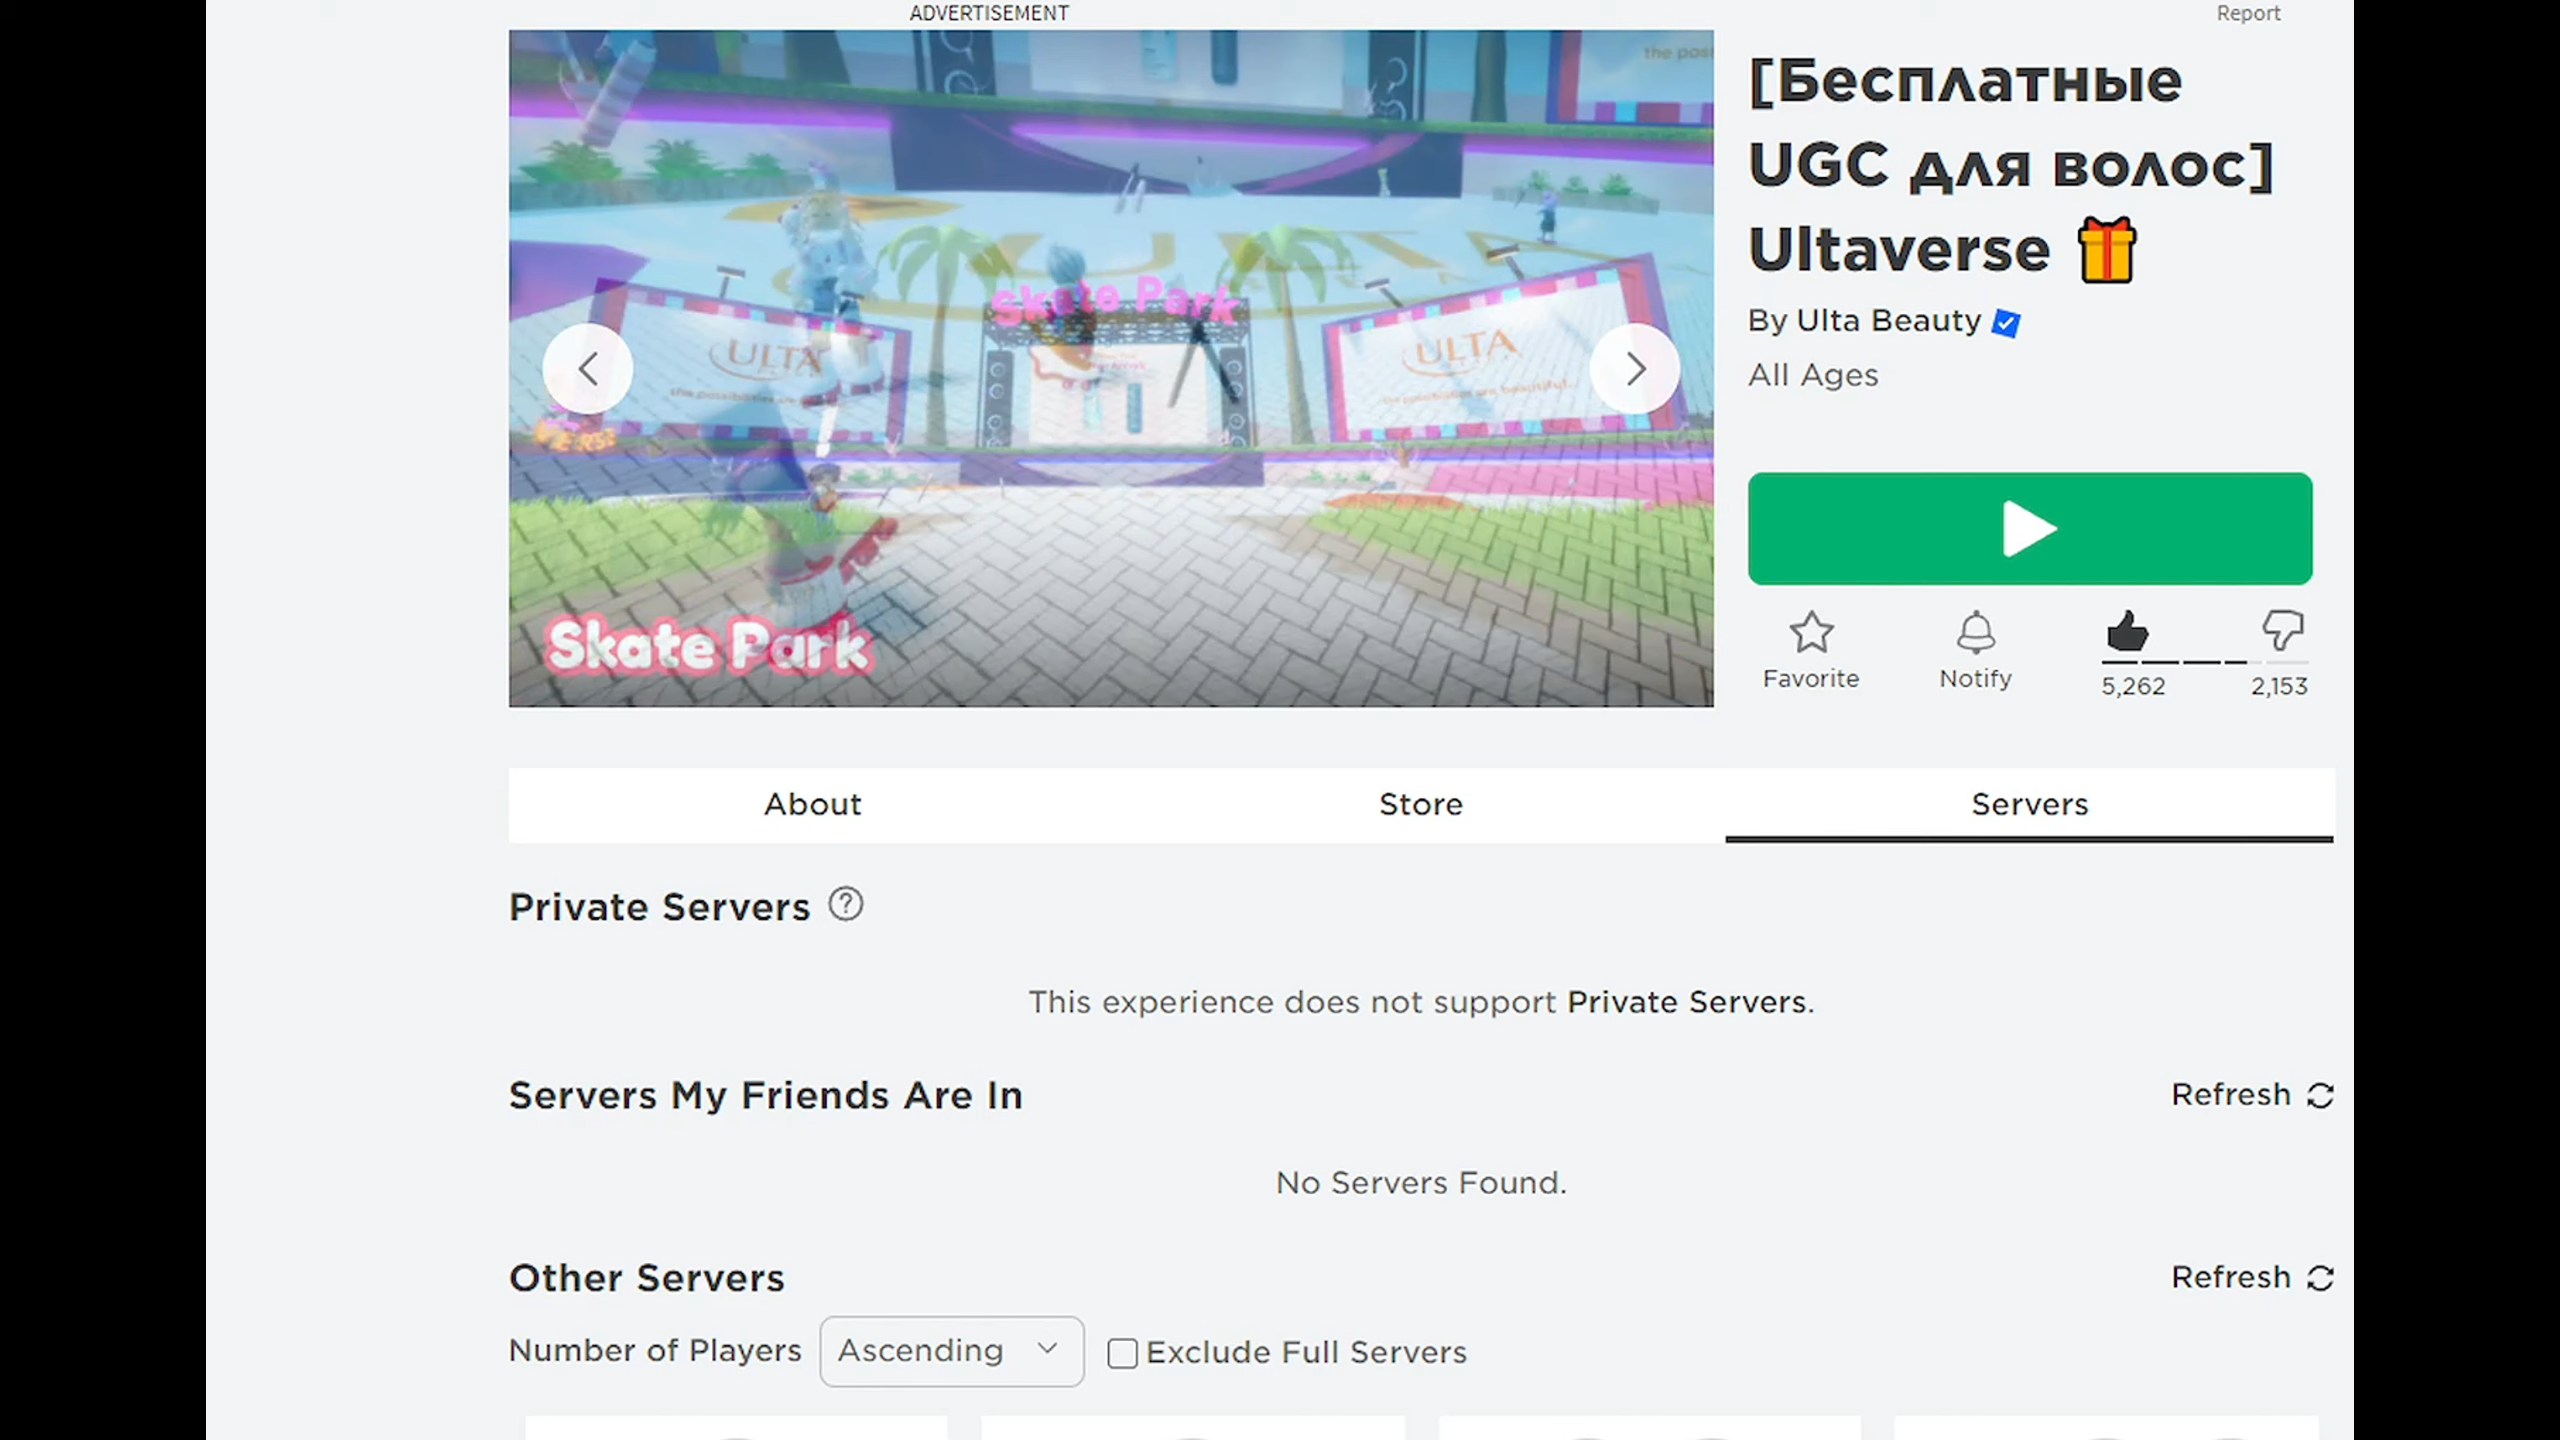 ADVERTISEMENT
Report
the poss
Skate Park
ULTA
ULTA
Skate Park
[Бесплатные
UGC для волос]
Ultaverse
By Ulta Beauty
All Ages
Favorite
Notify
5,262
2,153
About
Store
Servers
Private Servers
This experience does not support Private Servers.
Servers My Friends Are In
Refresh
No Servers Found.
Other Servers
Refresh
Number of Players
Ascending
Exclude Full Servers